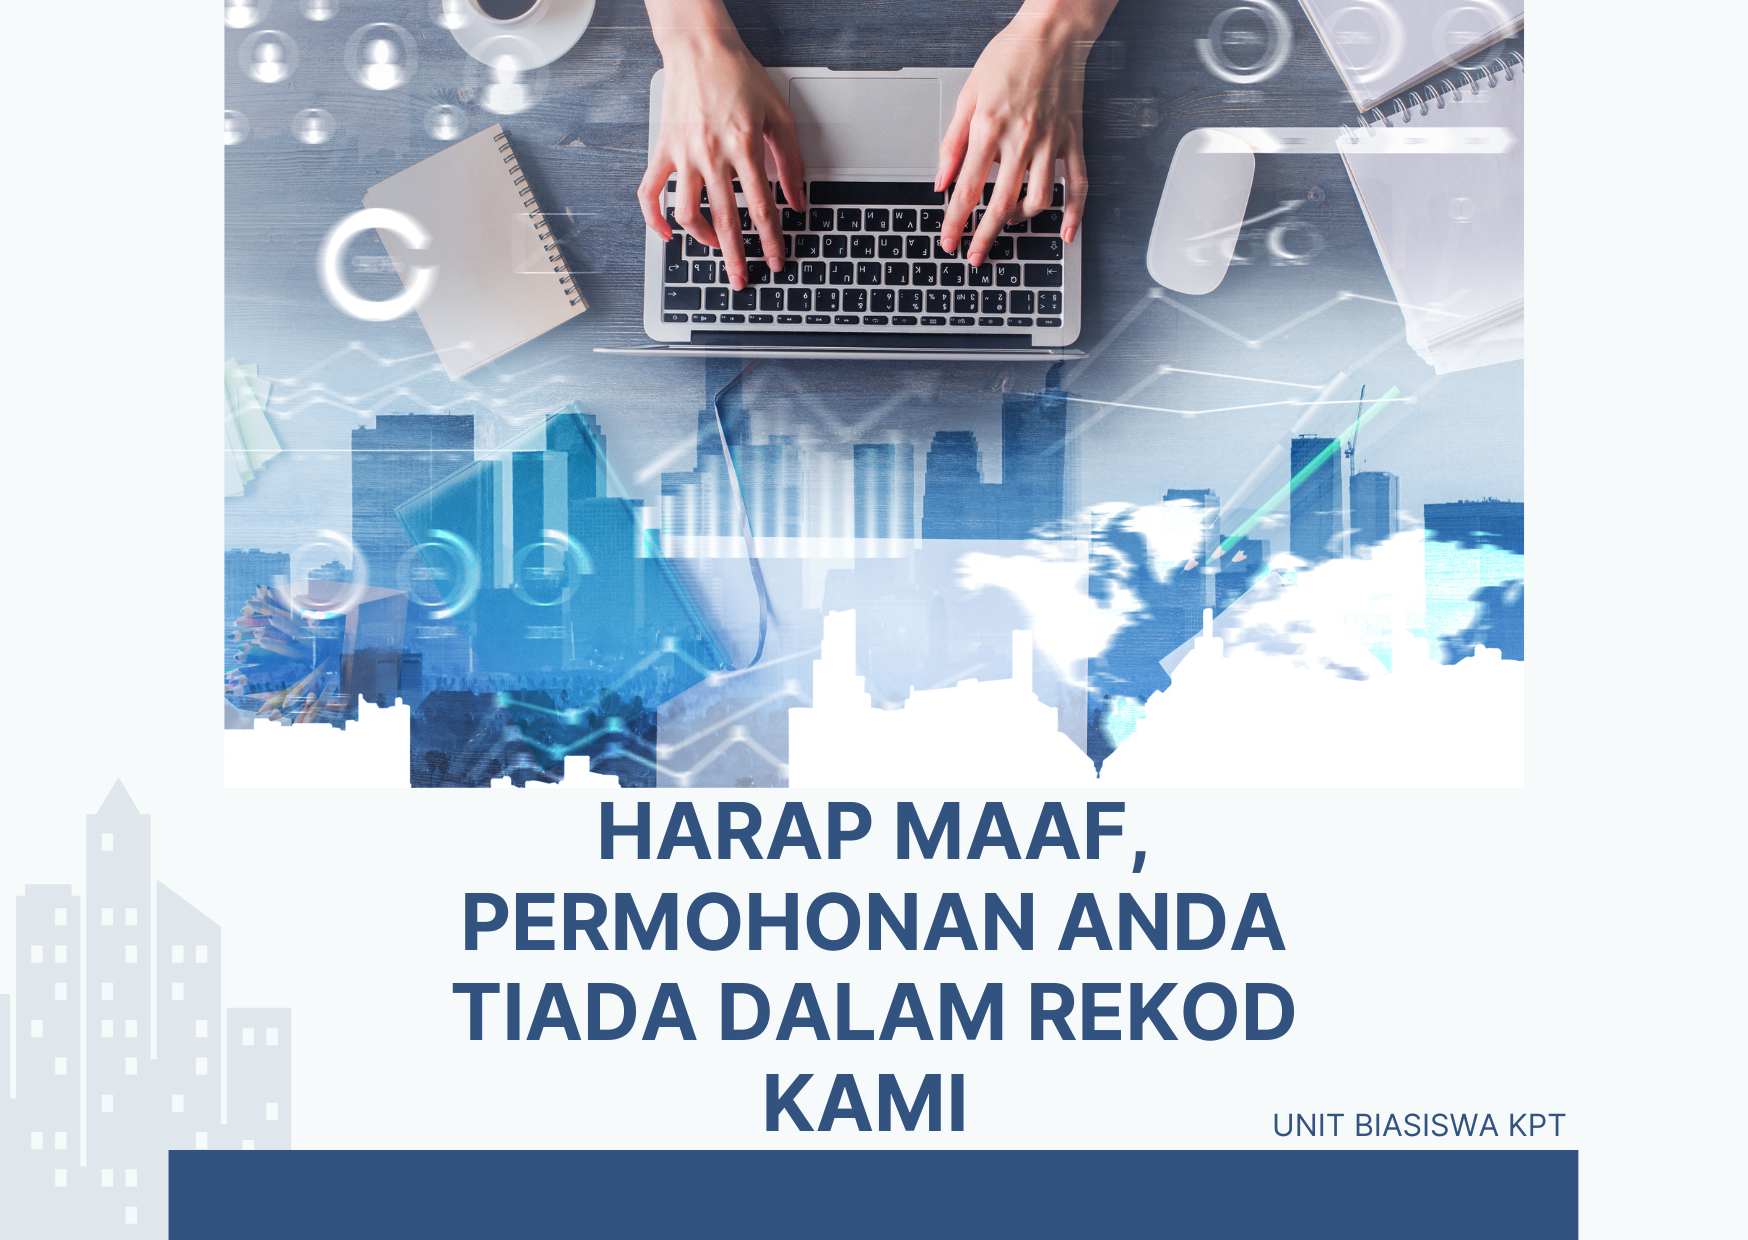 HARAP MAAF,
PERMOHONAN ANDA
TIADA DALAM REKOD
KAMI
UNIT BIASISWA KPT